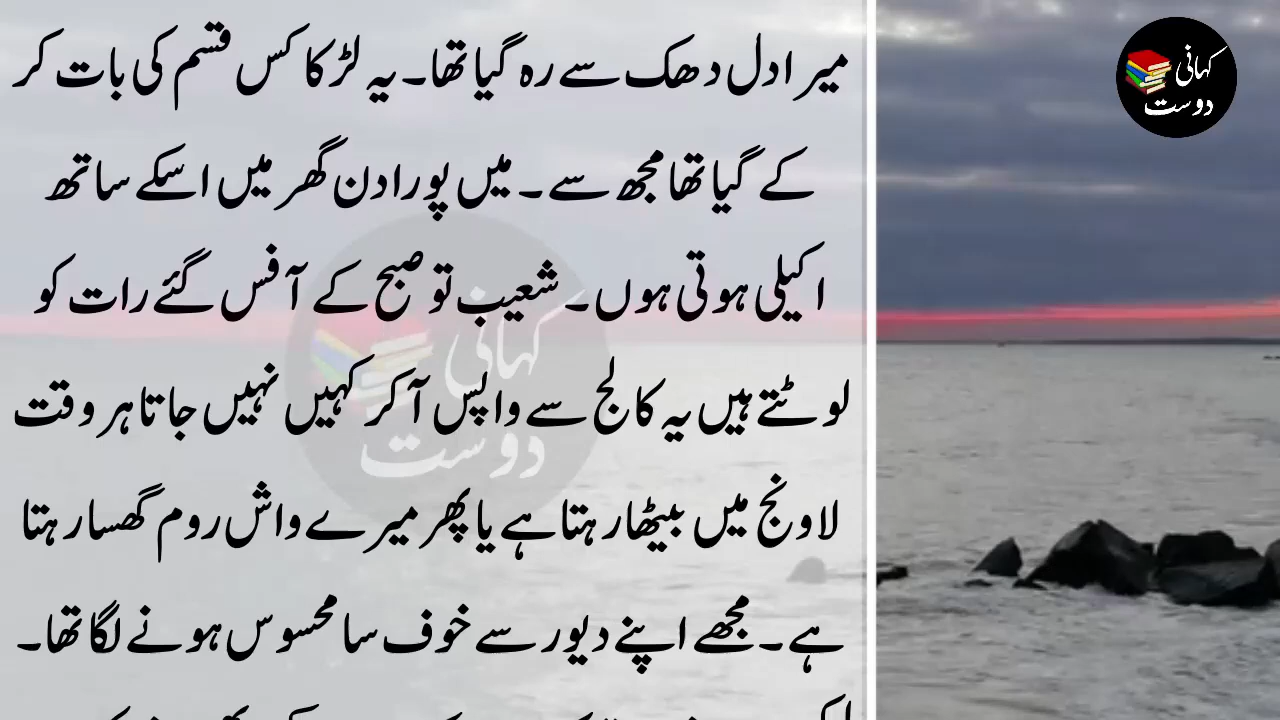 میرا دل دھک سے رہ گیا تھا۔ یہ لڑکا کس قسم کی بات کر
کے گیا تھا مجھ سے۔ میں پورا دن گھر میں اسکے ساتھ
اکیلی ہوتی ہوں۔ شعیب تو صبح کے آفس گئے رات کو
لوٹتے ہیں یہ کالج سے واپس آ کر کہیں نہیں جاتا ہر وقت
لاونج میں بیٹھا رہتا ہے یا پھر میرے واش روم گھسا رہتا
ہے۔ مجھے اپنے دیور سے خوف سا محسوس ہونے لگا تھا۔
کہانی
دوست
کہانی
دوست